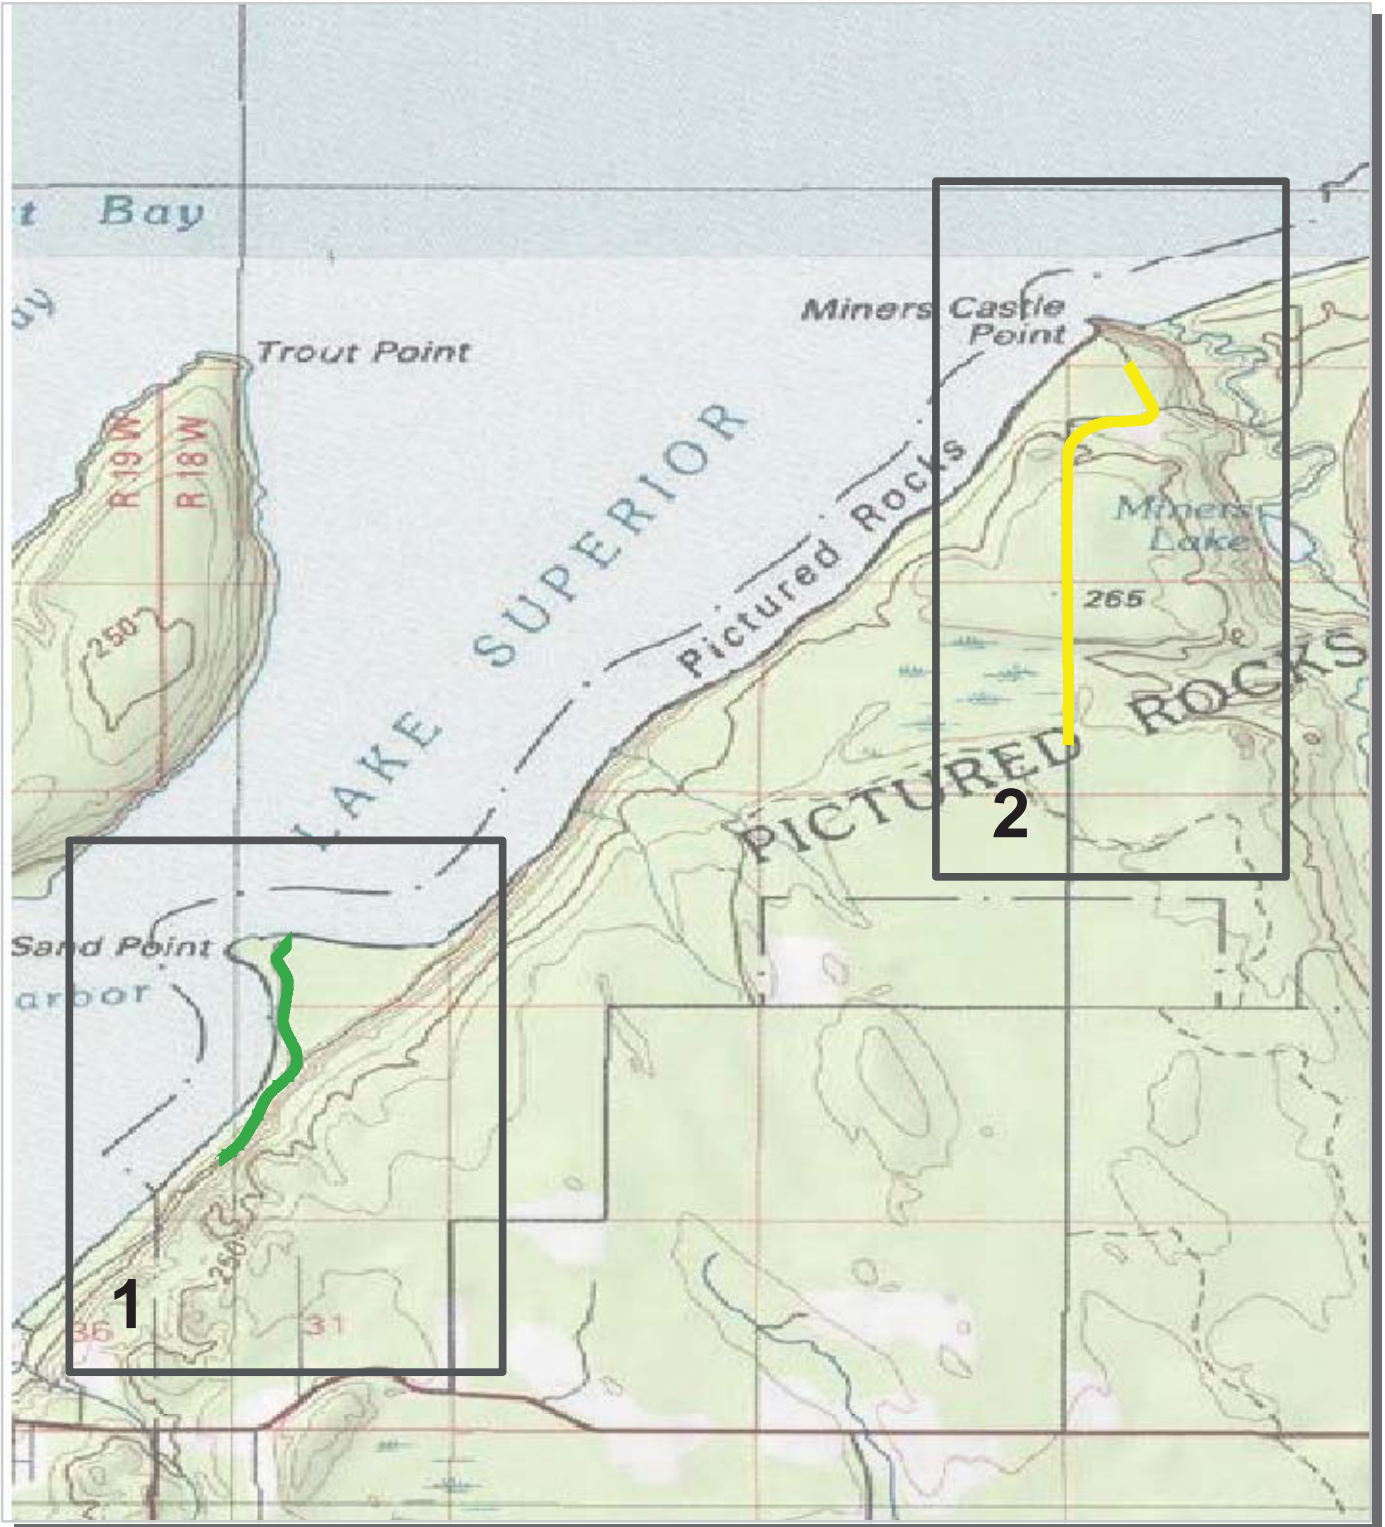 t Bay
ay
Miners Castle
Point
Trout Point
R 19 W
R 18 W
LAKE SUPERIOR
Pictured Rocks
Miners
Lake
265
250
PICTURED ROCKS
2
Sand Point
arbor
250
1
36
31